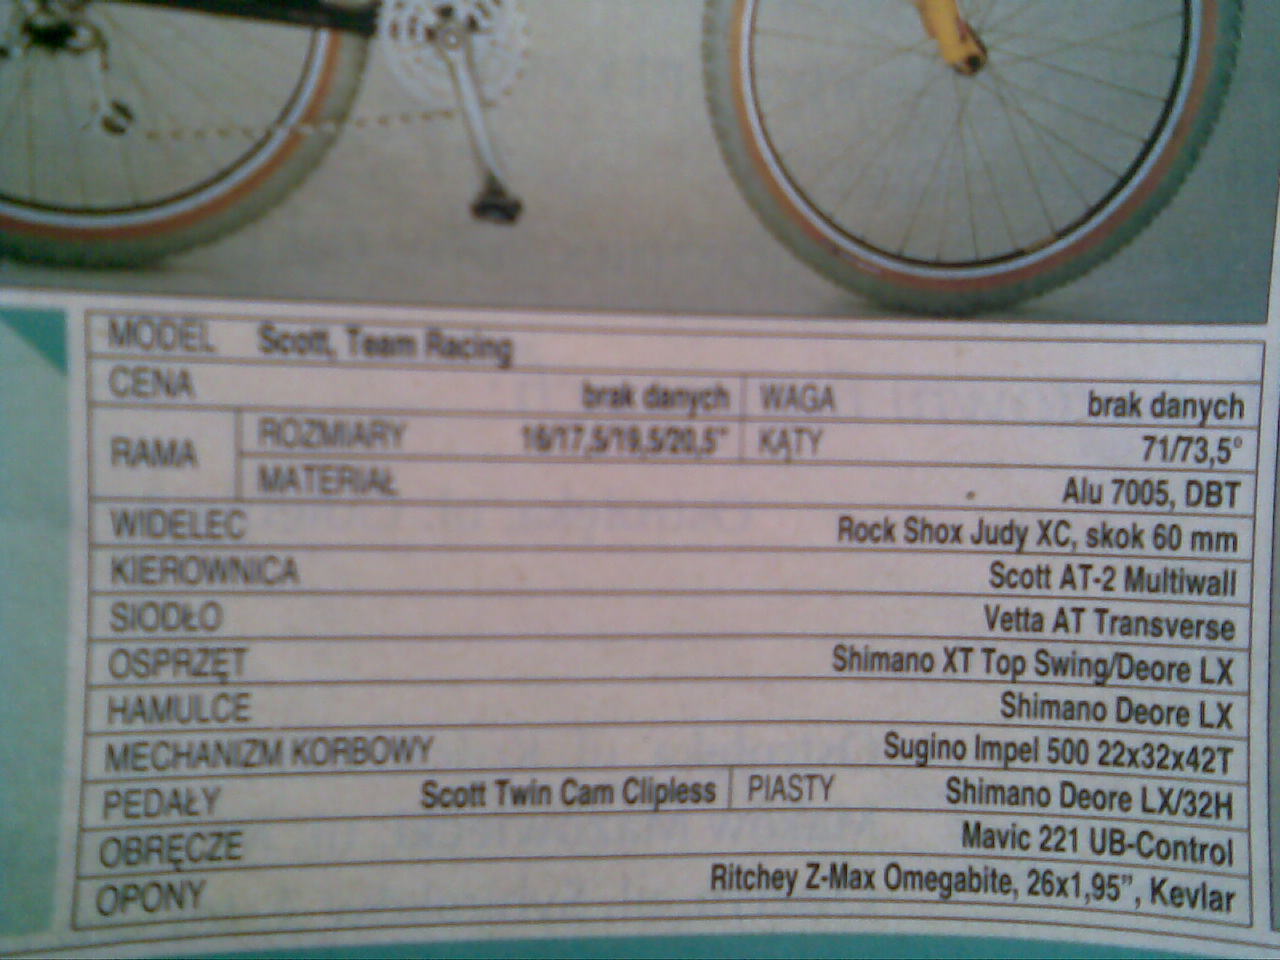 MODEL Scott, Team Racing
CENA brak danych WAGA brak danych
RAMA ROZMIARY 16/17,5/19,5/20,5" KĄTY 71/73,5°
MATERIAŁ Alu 7005, DBT
WIDELEC Rock Shox Judy XC, skok 60 mm
KIEROWNICA Scott AT-2 Multiwall
SIODŁO Vetta AT Transverse
OSPRZĘT Shimano XT Top Swing/Deore LX
HAMULCE Shimano Deore LX
MECHANIZM KORBOWY Sugino Impel 500 22x32x42T
PEDAŁY Scott Twin Cam Clipless PIASTY Shimano Deore LX/32H
OBRĘCZE Mavic 221 UB-Control
OPONY Ritchey Z-Max Omegabite, 26x1,95", Kevlar